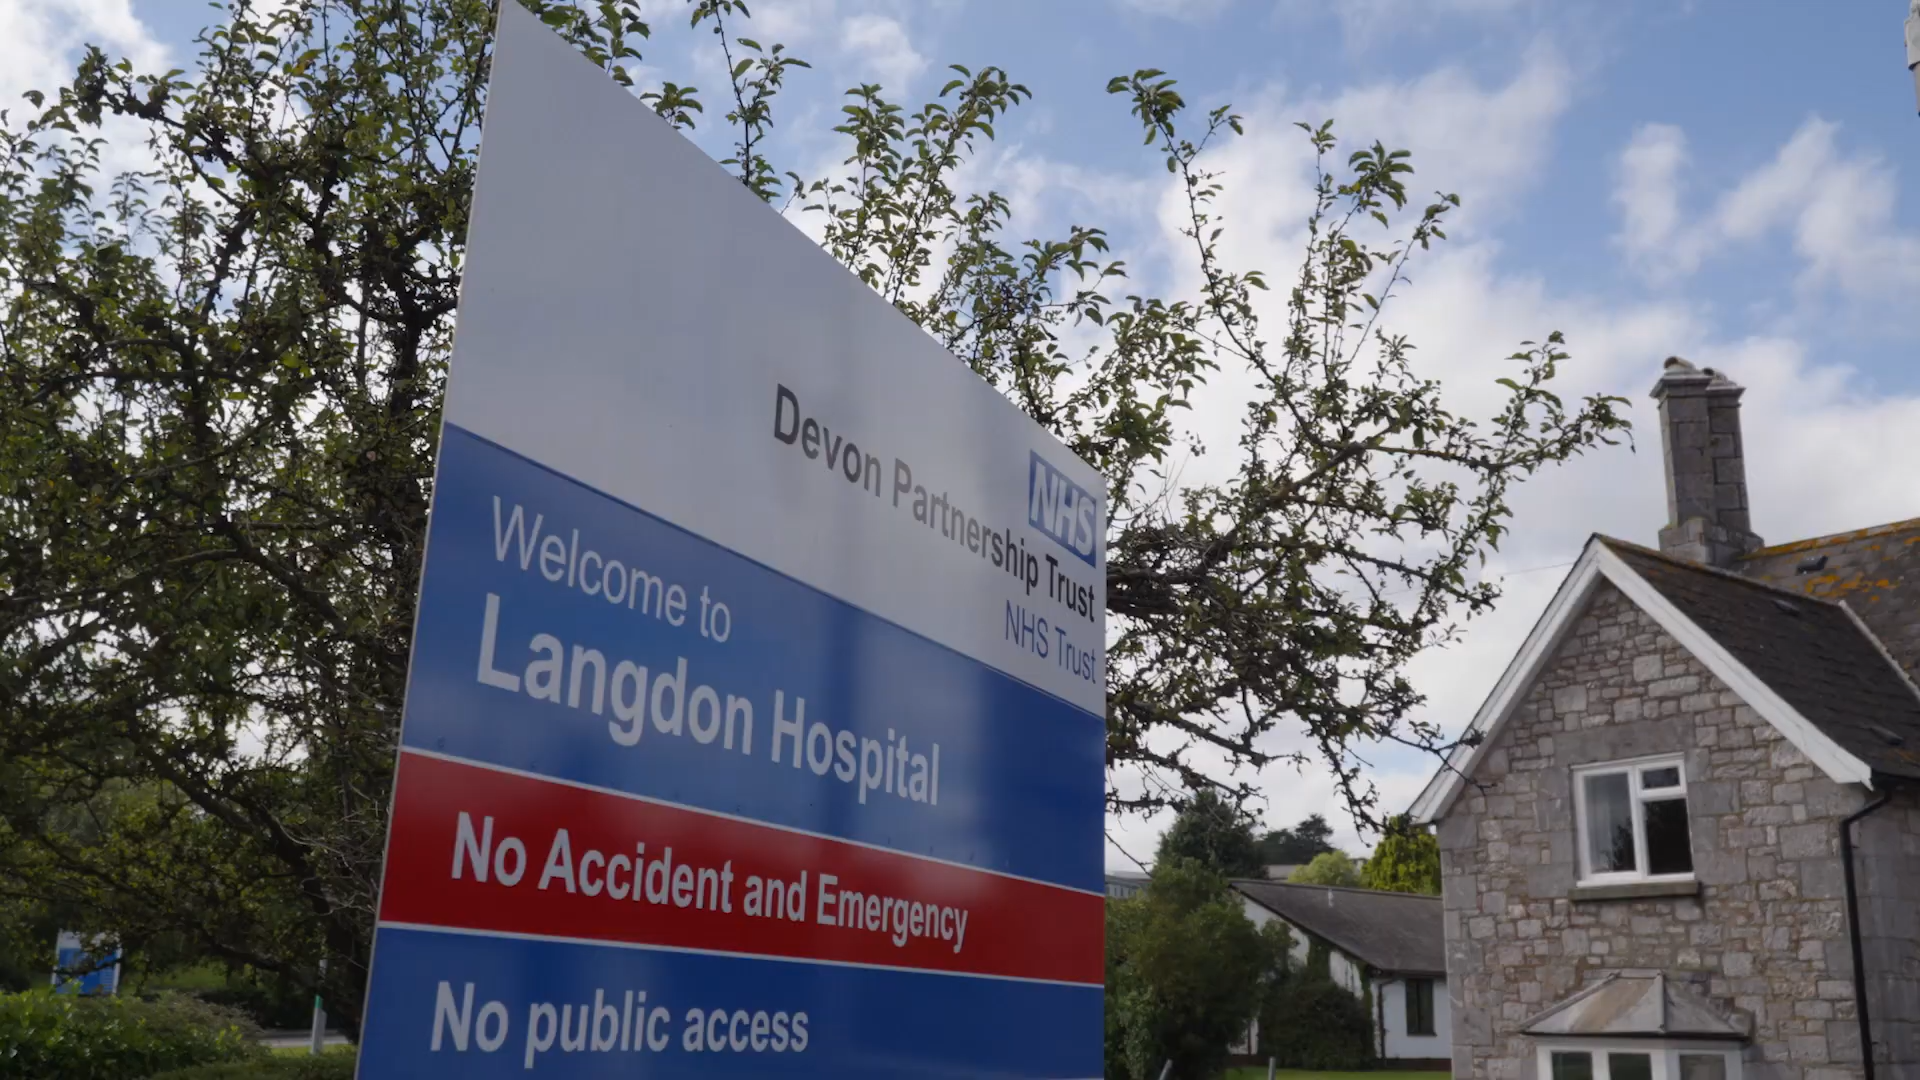 NHS
Devon Partnership Trust
NHS Trust
Welcome to
Langdon Hospital
No Accident and Emergency
No public access